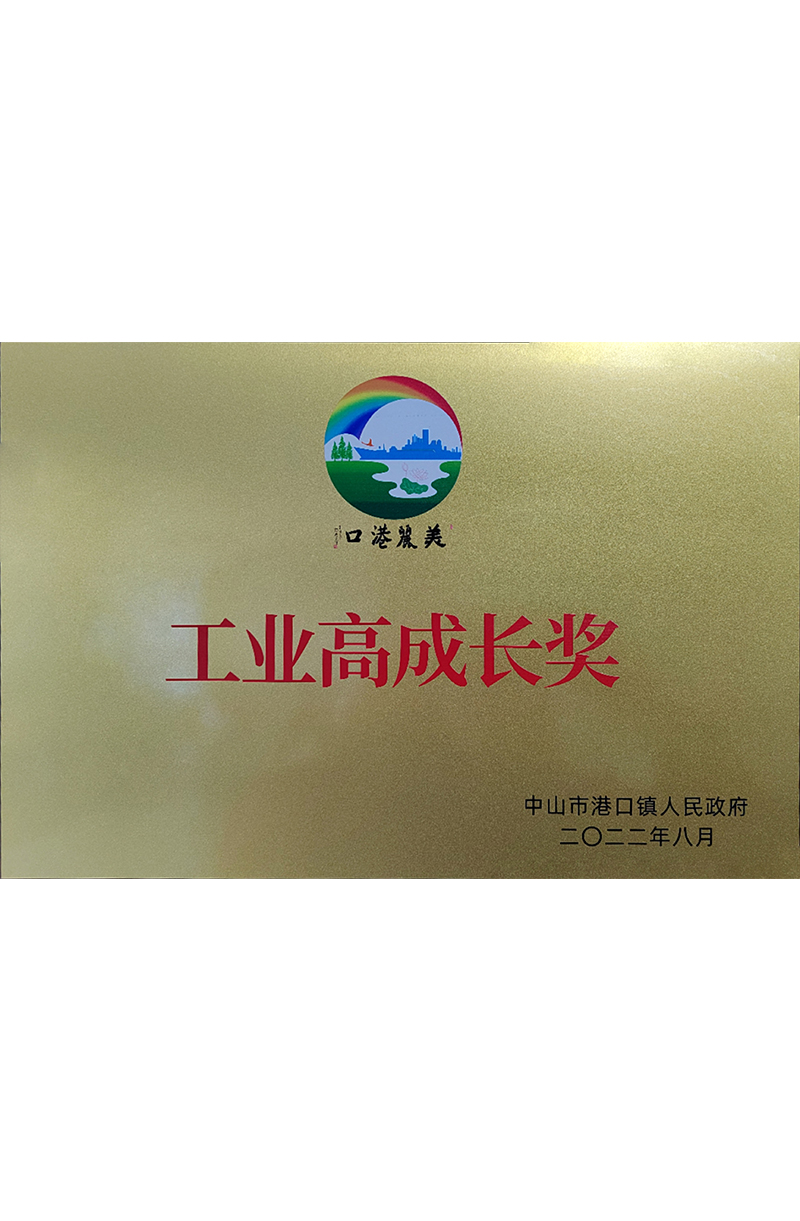 口港麗美
工业高成长奖
中山市港口镇人民政府
二〇二二年八月